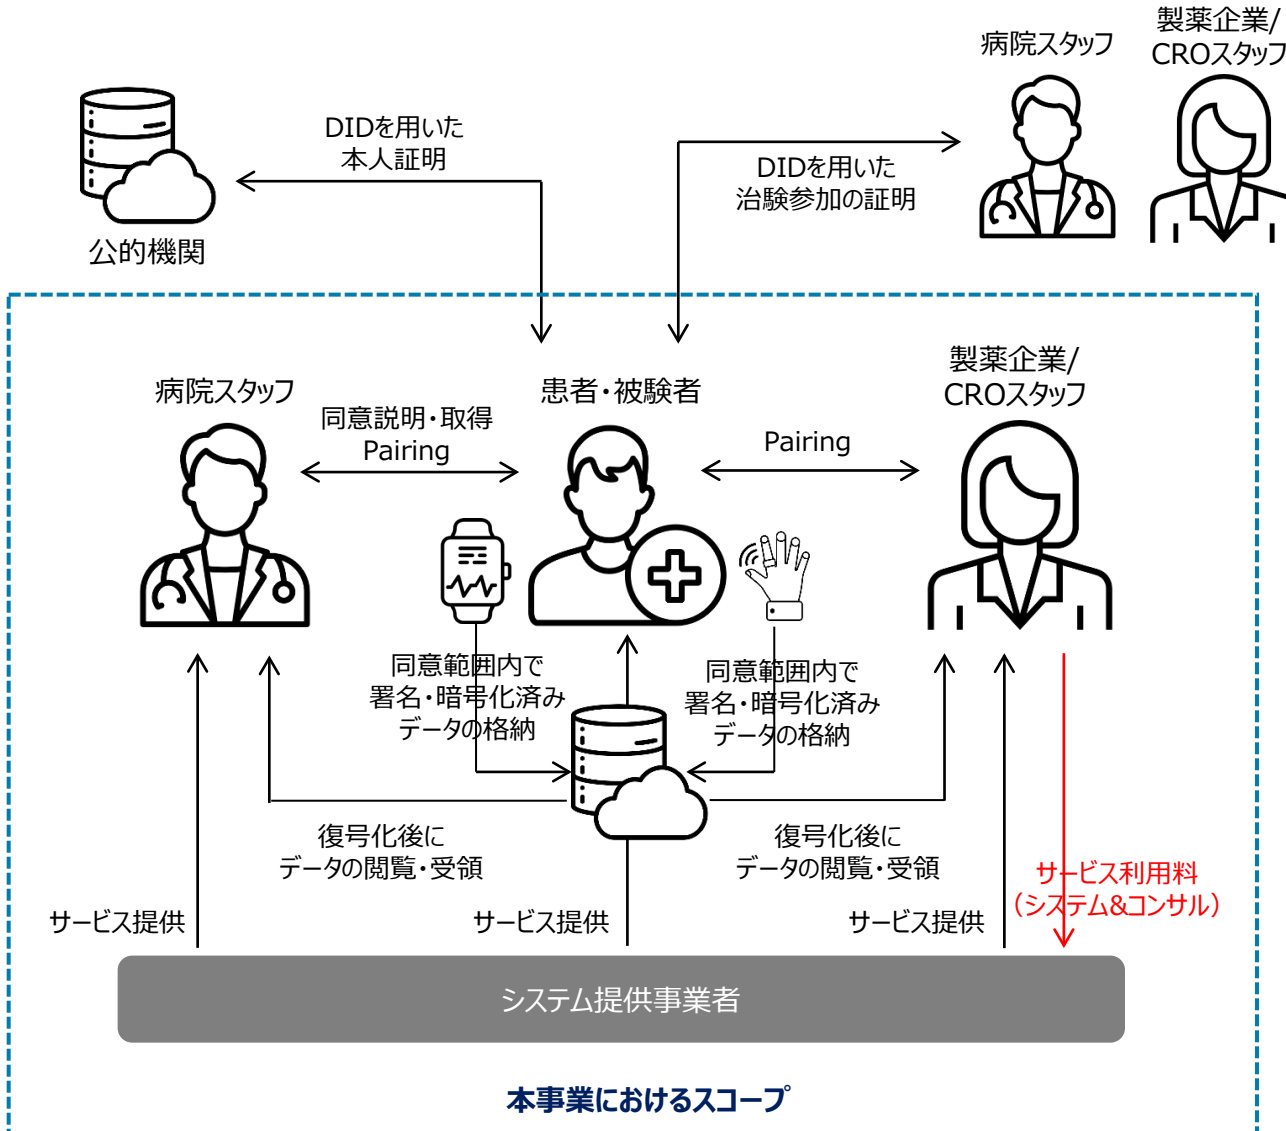 製薬企業/
CROスタッフ
病院スタッフ
DIDを用いた
本人証明
DIDを用いた
治験参加の証明
公的機関
病院スタッフ
患者・被験者
製薬企業/
CROスタッフ
同意説明・取得
Pairing
Pairing
同意範囲内で
署名・暗号化済み
データの格納
同意範囲内で
署名・暗号化済み
データの格納
復号化後に
データの閲覧・受領
復号化後に
データの閲覧・受領
サービス利用料
（システム&コンサル）
サービス提供
サービス提供
サービス提供
システム提供事業者
本事業におけるスコープ